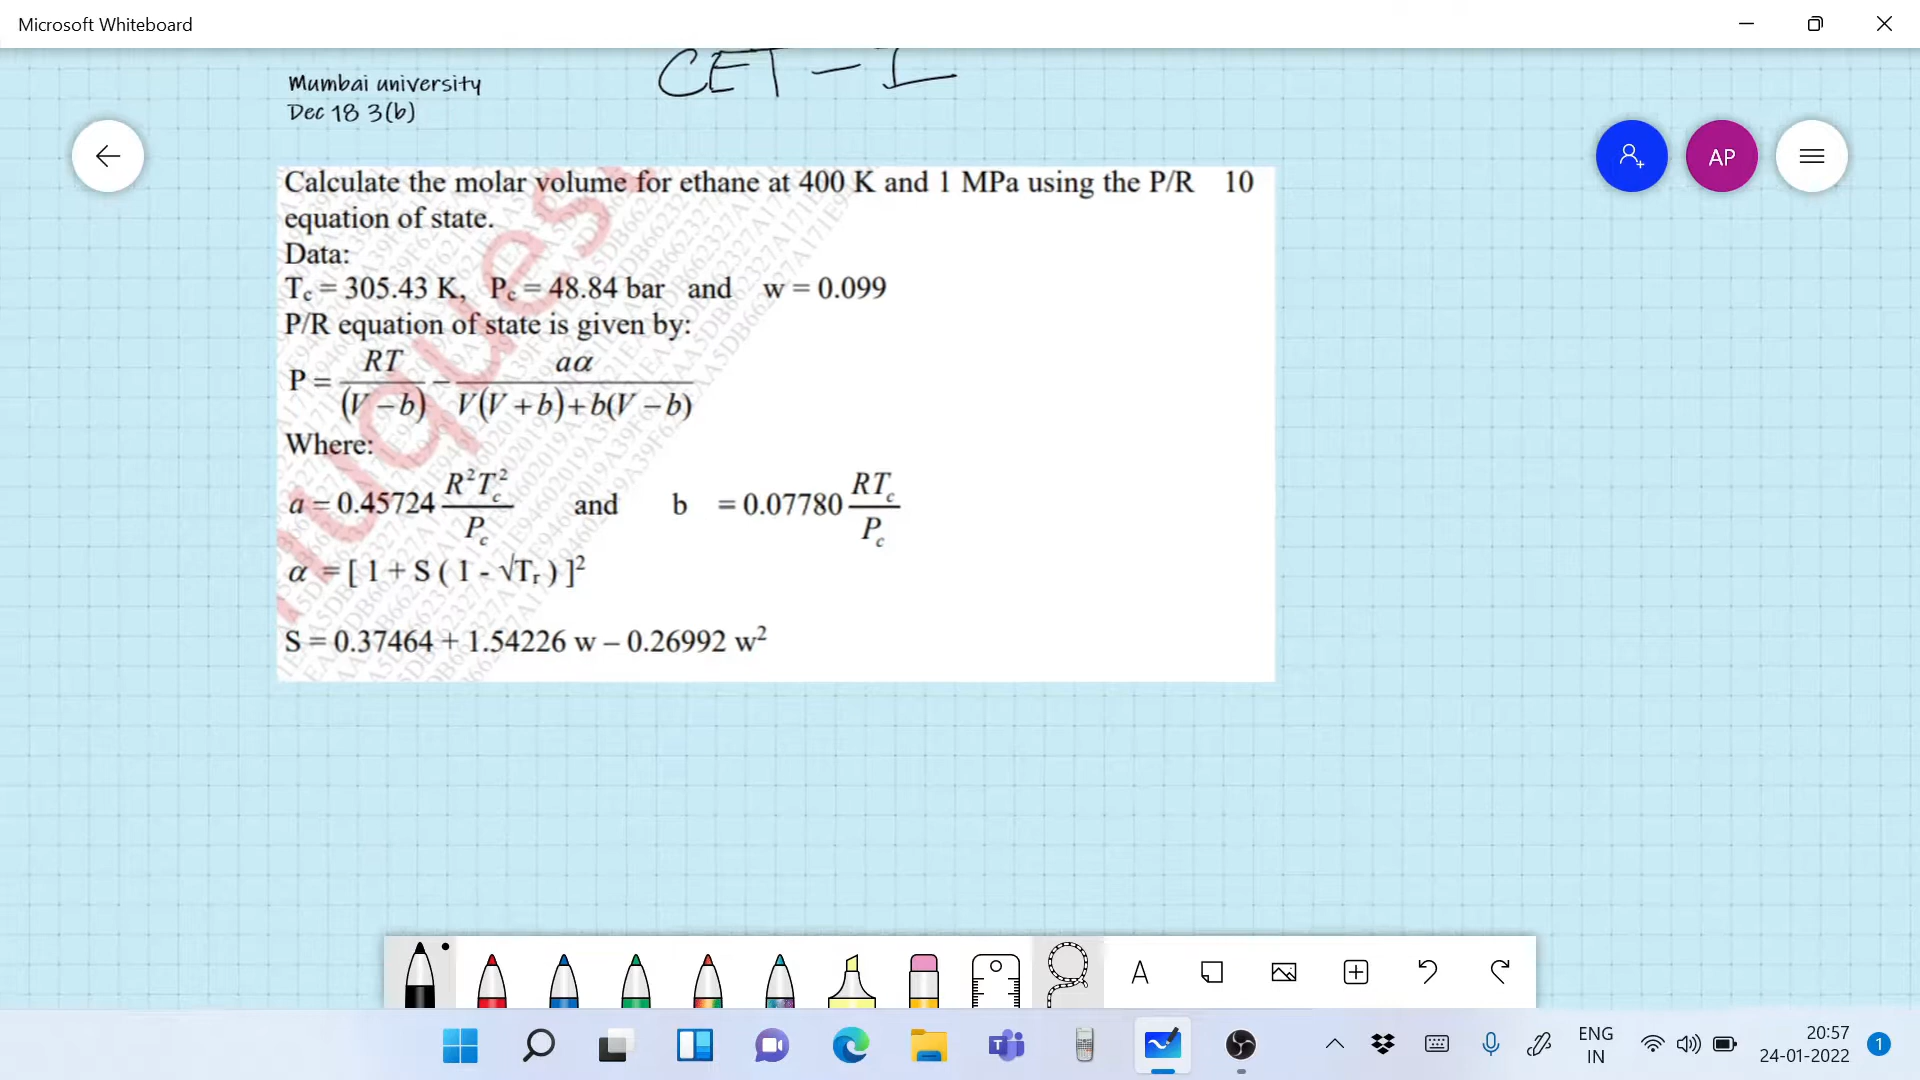 Microsoft Whiteboard
CET - I
Mumbai university
Dec 18 3(b)
AP
Calculate the molar volume for ethane at 400 K and 1 MPa using the P/R 10
equation of state.
Data:
Tc = 305.43 K, Pc = 48.84 bar and w = 0.099
P/R equation of state is given by:
P = RT/(V – b) – aα/V(V + b) + b(V – b)
Where:
a = 0.45724 R²Tc²/Pc and b = 0.07780 RTc/Pc
α = [ 1 + S ( 1 - √Tr ) ]²
S = 0.37464 + 1.54226 w – 0.26992 w²
A
ENG
IN
20:57
24-01-2022
1